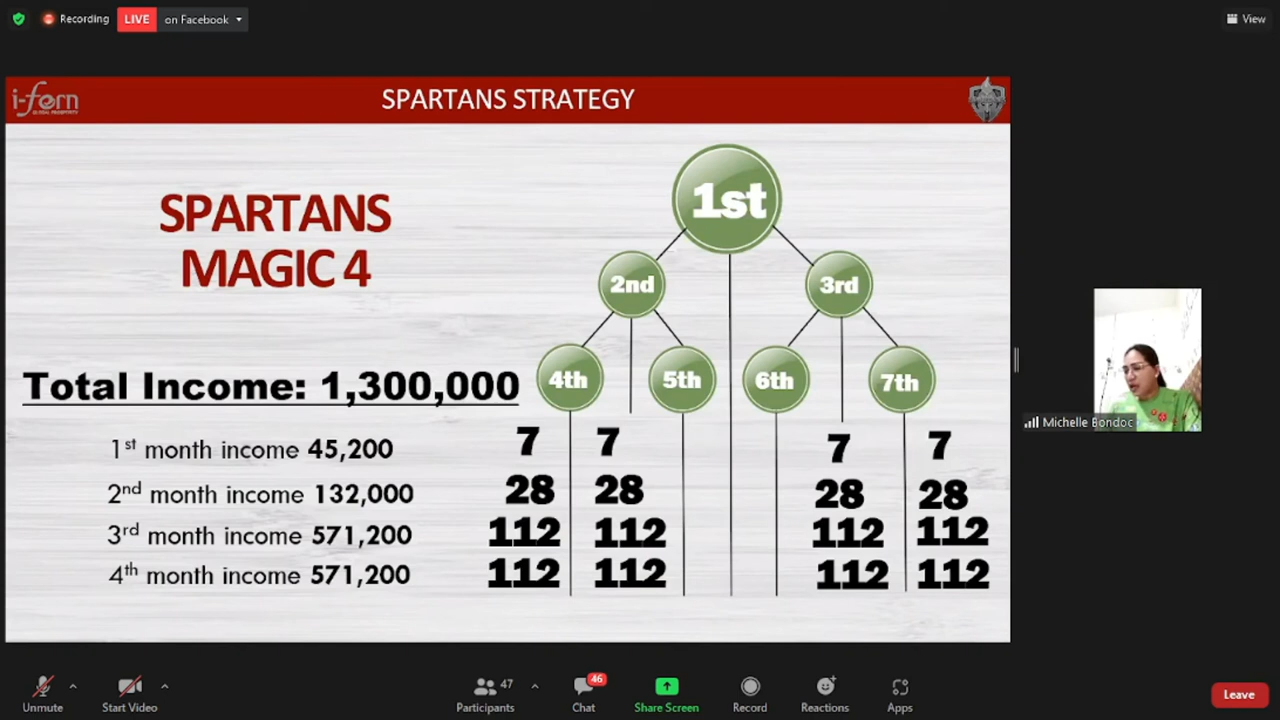 Recording LIVE on Facebook View
i-fern SPARTANS STRATEGY
GLOBAL PROSPERITY
SPARTANS
MAGIC 4
1st
2nd 3rd
4th 5th 6th 7th
Total Income: 1,300,000
1st month income 45,200 7 7 7 7
2nd month income 132,000 28 28 28 28
3rd month income 571,200 112 112 112 112
4th month income 571,200 112 112 112 112
Michelle Bondoc
47 46
Unmute Start Video Participants Chat Share Screen Record Reactions Apps Leave